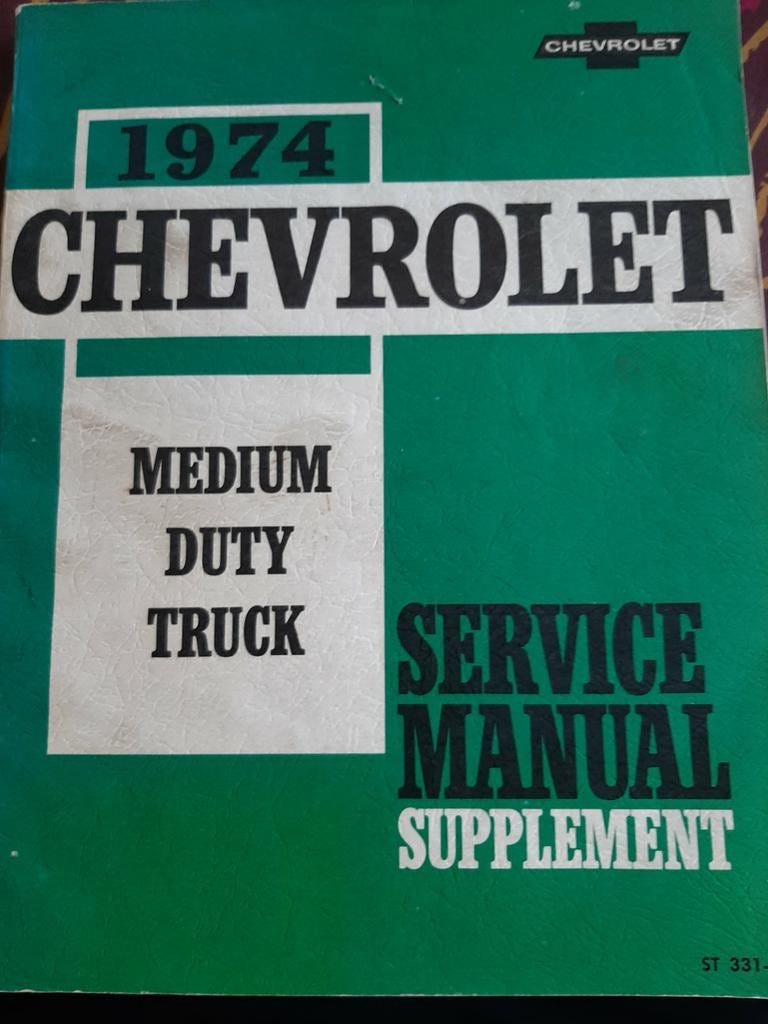 CHEVROLET
1974
CHEVROLET
MEDIUM
DUTY
TRUCK
SERVICE
MANUAL
SUPPLEMENT
ST 331-